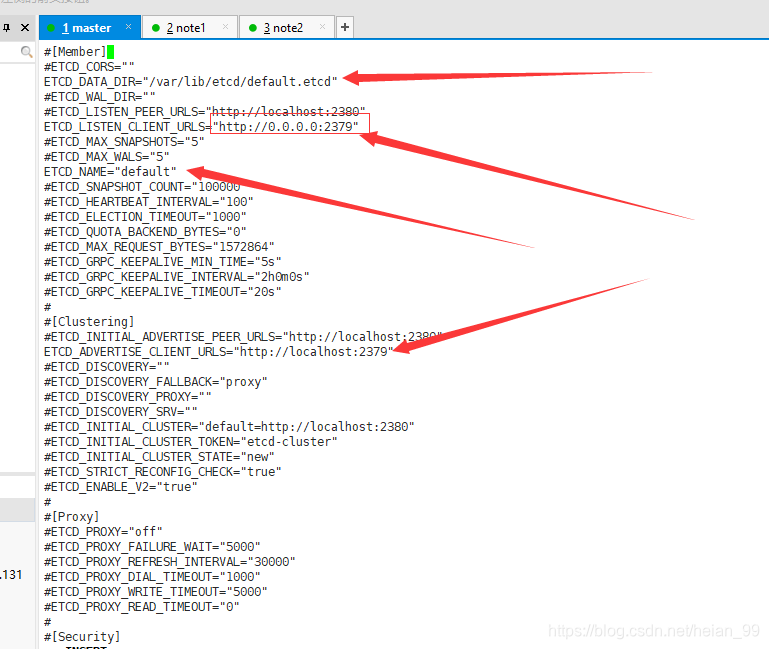 1 master
2 note1
3 note2
#[Member]
#ETCD_CORS=""
ETCD_DATA_DIR="/var/lib/etcd/default.etcd"
#ETCD_WAL_DIR=""
#ETCD_LISTEN_PEER_URLS="http://localhost:2380"
ETCD_LISTEN_CLIENT_URLS="http://0.0.0.0:2379"
#ETCD_MAX_SNAPSHOTS="5"
#ETCD_MAX_WALS="5"
ETCD_NAME="default"
#ETCD_SNAPSHOT_COUNT="100000"
#ETCD_HEARTBEAT_INTERVAL="100"
#ETCD_ELECTION_TIMEOUT="1000"
#ETCD_QUOTA_BACKEND_BYTES="0"
#ETCD_MAX_REQUEST_BYTES="1572864"
#ETCD_GRPC_KEEPALIVE_MIN_TIME="5s"
#ETCD_GRPC_KEEPALIVE_INTERVAL="2h0m0s"
#ETCD_GRPC_KEEPALIVE_TIMEOUT="20s"
#
#[Clustering]
#ETCD_INITIAL_ADVERTISE_PEER_URLS="http://localhost:2380"
ETCD_ADVERTISE_CLIENT_URLS="http://localhost:2379"
#ETCD_DISCOVERY=""
#ETCD_DISCOVERY_FALLBACK="proxy"
#ETCD_DISCOVERY_PROXY=""
#ETCD_DISCOVERY_SRV=""
#ETCD_INITIAL_CLUSTER="default=http://localhost:2380"
#ETCD_INITIAL_CLUSTER_TOKEN="etcd-cluster"
#ETCD_INITIAL_CLUSTER_STATE="new"
#ETCD_STRICT_RECONFIG_CHECK="true"
#ETCD_ENABLE_V2="true"
#
#[Proxy]
#ETCD_PROXY="off"
#ETCD_PROXY_FAILURE_WAIT="5000"
#ETCD_PROXY_REFRESH_INTERVAL="30000"
#ETCD_PROXY_DIAL_TIMEOUT="1000"
.131
#ETCD_PROXY_WRITE_TIMEOUT="5000"
#ETCD_PROXY_READ_TIMEOUT="0"
#
#[Security]
https://blog.csdn.net/heian_99